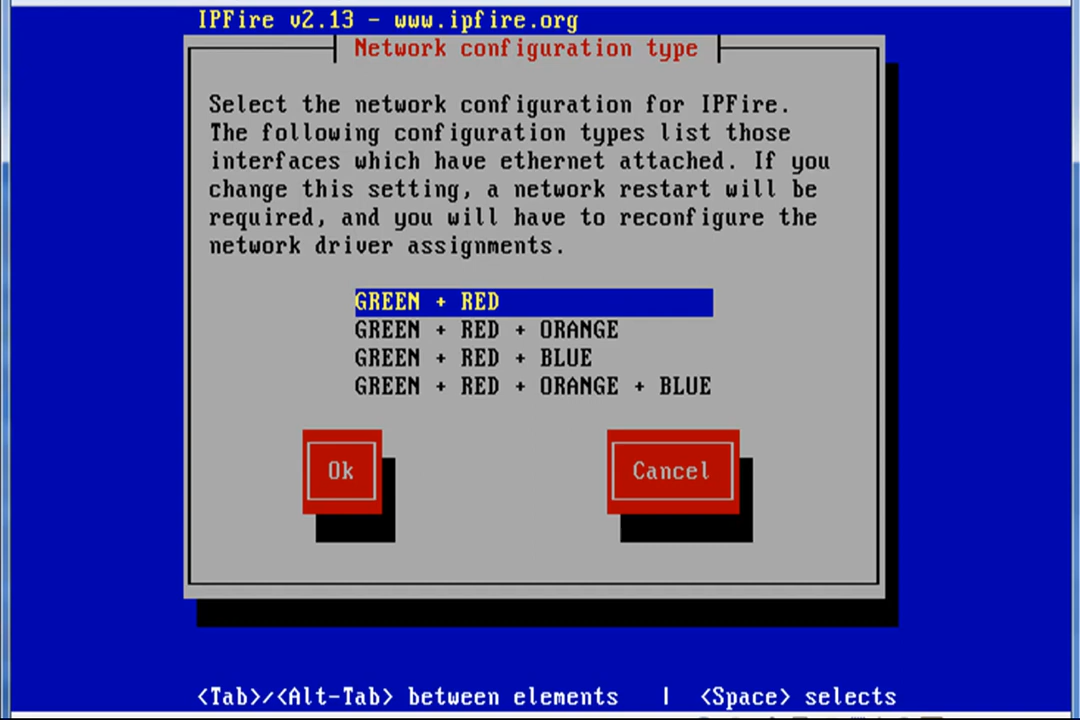 IPFire v2.13 - www.ipfire.org
Network configuration type
Select the network configuration for IPFire.
The following configuration types list those
interfaces which have ethernet attached. If you
change this setting, a network restart will be
required, and you will have to reconfigure the
network driver assignments.
GREEN + RED
GREEN + RED + ORANGE
GREEN + RED + BLUE
GREEN + RED + ORANGE + BLUE
Ok Cancel
<Tab>/<Alt-Tab> between elements | <Space> selects